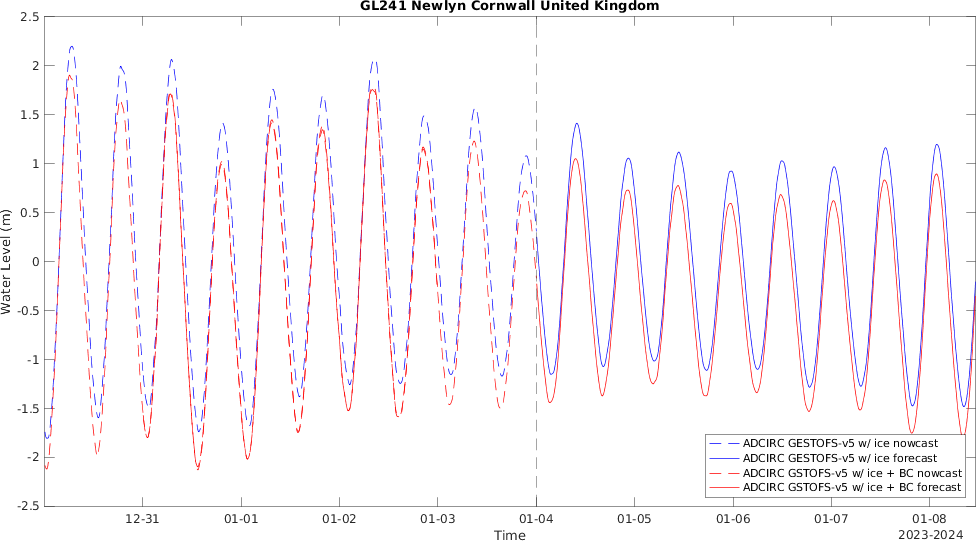 GL241 Newlyn Cornwall United Kingdom
2.5
2
1.5
1
0.5
0
-0.5
-1
-1.5
-2
-2.5
Water Level (m)
ADCIRC GESTOFS-v5 w/ ice nowcast
ADCIRC GESTOFS-v5 w/ ice forecast
ADCIRC GSTOFS-v5 w/ ice + BC nowcast
ADCIRC GSTOFS-v5 w/ ice + BC forecast
12-31 01-01 01-02 01-03 01-04 01-05 01-06 01-07 01-08
Time
2023-2024